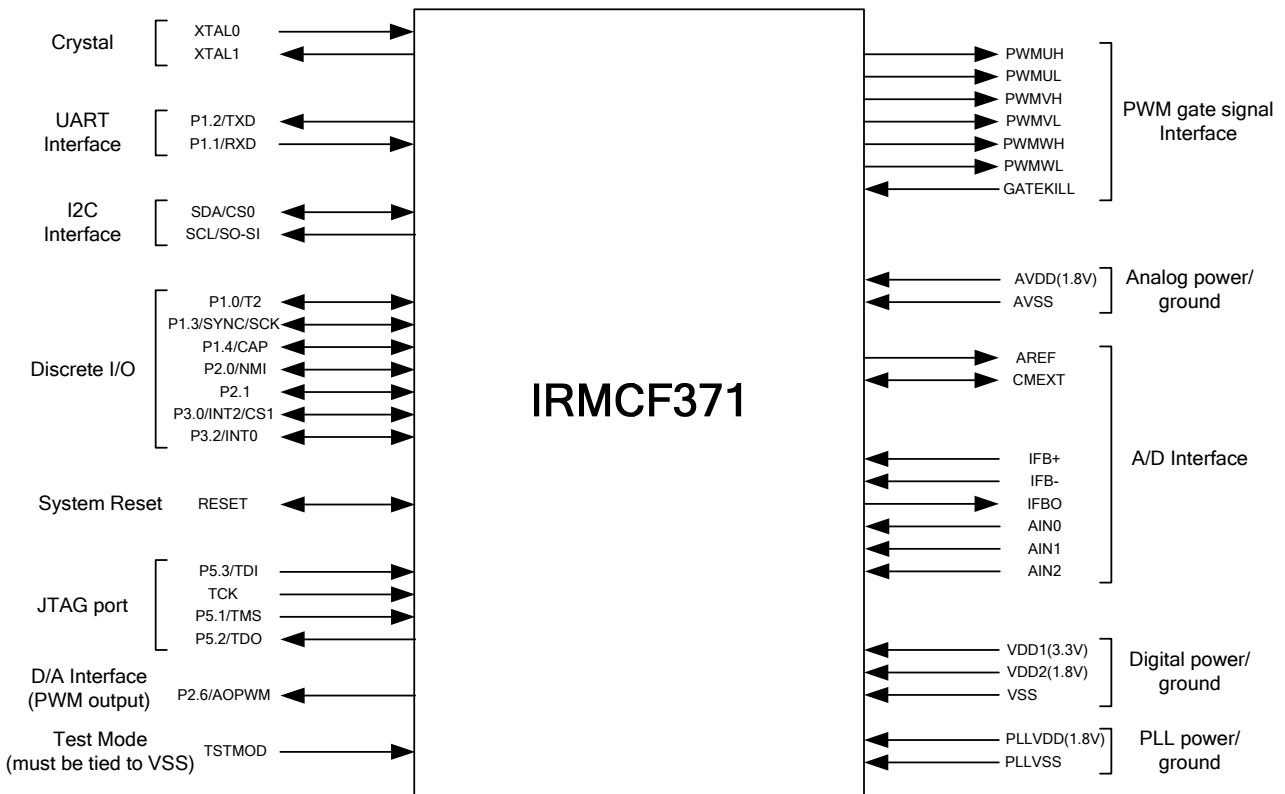 Crystal
XTAL0
XTAL1
UART
Interface
P1.2/TXD
P1.1/RXD
I2C
Interface
SDA/CS0
SCL/SO-SI
Discrete I/O
P1.0/T2
P1.3/SYNC/SCK
P1.4/CAP
P2.0/NMI
P2.1
P3.0/INT2/CS1
P3.2/INT0
System Reset
RESET
JTAG port
P5.3/TDI
TCK
P5.1/TMS
P5.2/TDO
D/A Interface
(PWM output)
P2.6/AOPWM
Test Mode
(must be tied to VSS)
TSTMOD
IRMCF371
PWMUH
PWMUL
PWMVH
PWMVL
PWMWH
PWMWL
GATEKILL
PWM gate signal
Interface
AVDD(1.8V)
AVSS
Analog power/
ground
AREF
CMEXT
IFB+
IFB-
IFBO
AIN0
AIN1
AIN2
A/D Interface
VDD1(3.3V)
VDD2(1.8V)
VSS
Digital power/
ground
PLLVDD(1.8V)
PLLVSS
PLL power/
ground